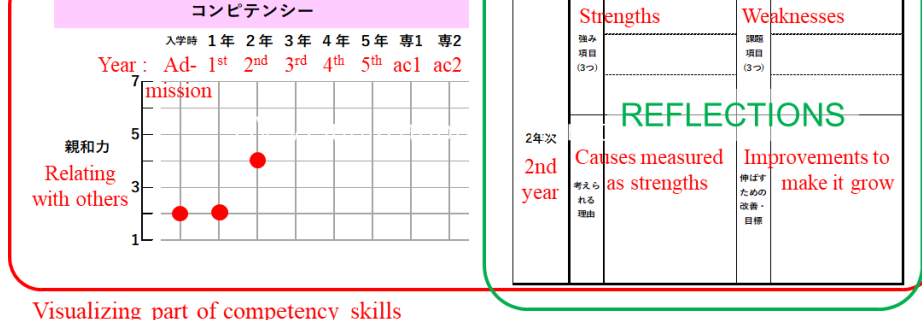 コンピテンシー
入学時 1年 2年 3年 4年 5年 専1 専2
Year : Ad-mission 1st 2nd 3rd 4th 5th ac1 ac2
7
5
3
1
親和力
Relating
with others
Visualizing part of competency skills
Strengths
強み
項目
(3つ)
Weaknesses
課題
項目
(3つ)
REFLECTIONS
2年次
2nd
year
Causes measured
as strengths
考えら
れる
理由
Improvements to
make it grow
伸ばす
ための
改善・
目標